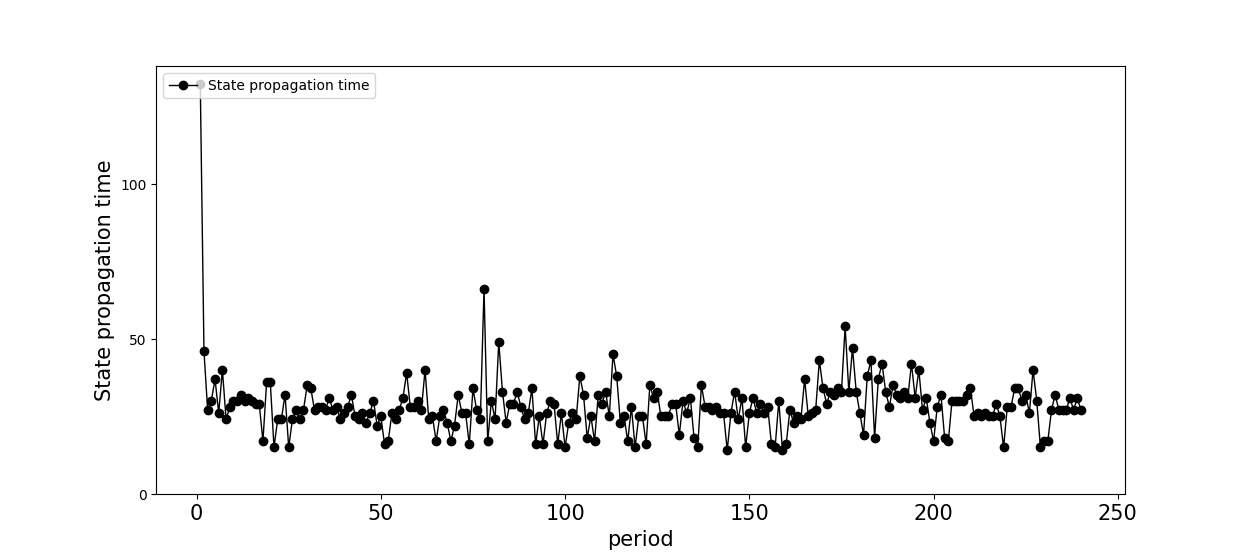 State propagation time
State propagation time
100
50
0
0 50 100 150 200 250
period